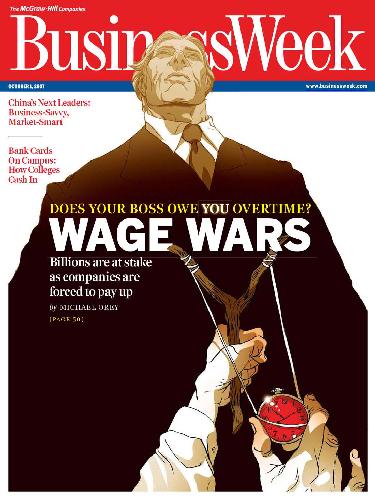 The McGraw-Hill Companies
BusinessWeek
OCTOBER 1, 2007
www.businessweek.com
China's Next Leaders:
Business-Savvy,
Market-Smart
Bank Cards
On Campus:
How Colleges
Cash In
DOES YOUR BOSS OWE YOU OVERTIME?
WAGE WARS
Billions are at stake
as companies are
forced to pay up
by MICHAEL OREY
[PAGE 50]